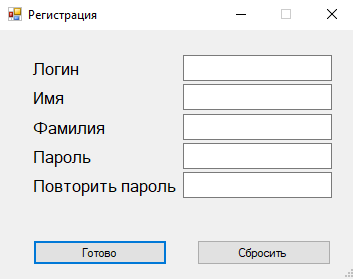 Регистрация
Логин
Имя
Фамилия
Пароль
Повторить пароль
Готово Сбросить